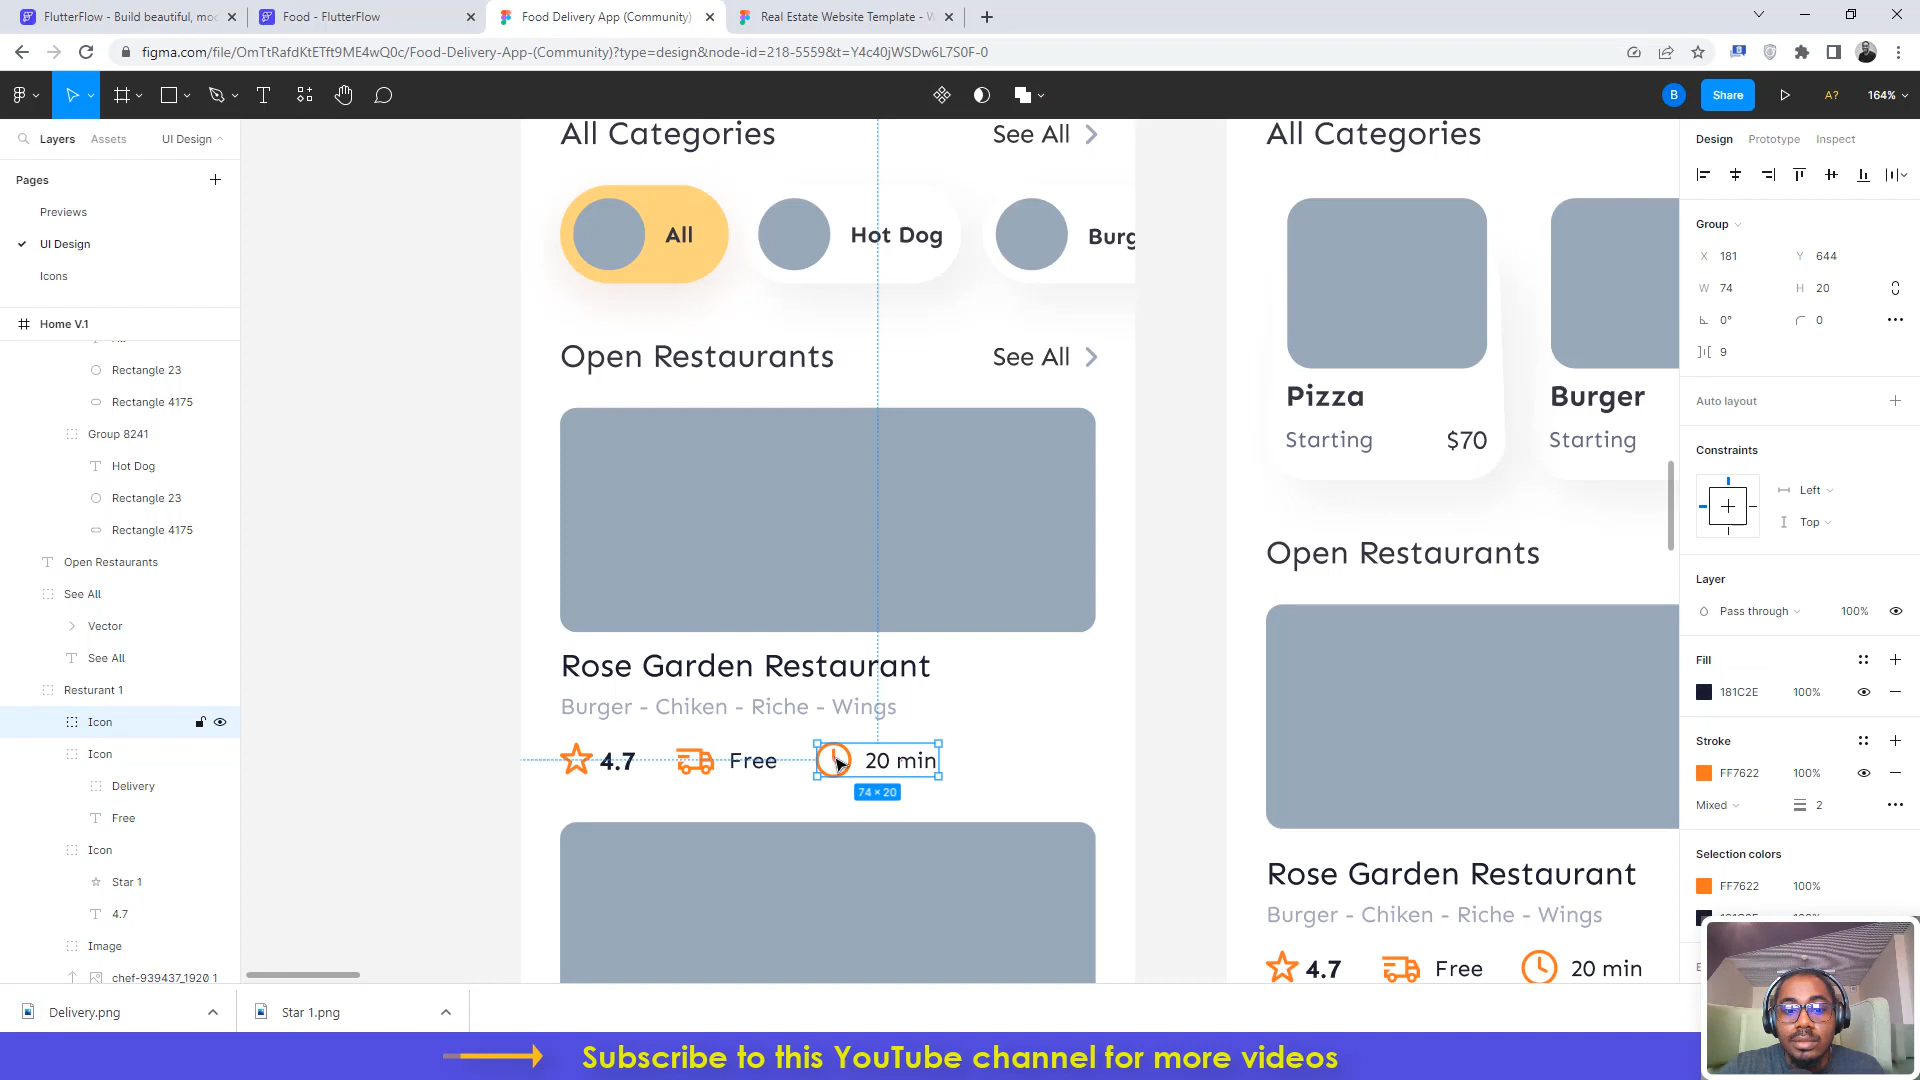 FlutterFlow - Build beautiful, mo
Food - FlutterFlow
Food Delivery App (Community)
Real Estate Website Template - W
figma.com/file/OmTtRafdKtETft9ME4wQ0c/Food-Delivery-App-(Community)?type=design&node-id=218-5559&t=Y4c40jWSDw6L7S0F-0
B
Share
A?
164%
Layers
Assets
UI Design
Pages
Previews
UI Design
Icons
Home V.1
Rectangle 23
Rectangle 4175
Group 8241
Hot Dog
Rectangle 23
Rectangle 4175
Open Restaurants
See All
Vector
See All
Resturant 1
Icon
Icon
Delivery
Free
Icon
Star 1
4.7
Image
chef-939437_1920 1
All Categories
See All
All
Hot Dog
Burg
Open Restaurants
See All
Rose Garden Restaurant
Burger - Chiken - Riche - Wings
4.7
Free
20 min
74 × 20
All Categories
Pizza
Starting
$70
Burger
Starting
Open Restaurants
Rose Garden Restaurant
Burger - Chiken - Riche - Wings
4.7
Free
20 min
Design
Prototype
Inspect
Group
X 181
Y 644
W 74
H 20
0°
0
9
Auto layout
Constraints
Left
Top
Layer
Pass through
100%
Fill
181C2E
100%
Stroke
FF7622
100%
Mixed
2
Selection colors
FF7622
100%
Delivery.png
Star 1.png
Subscribe to this YouTube channel for more videos